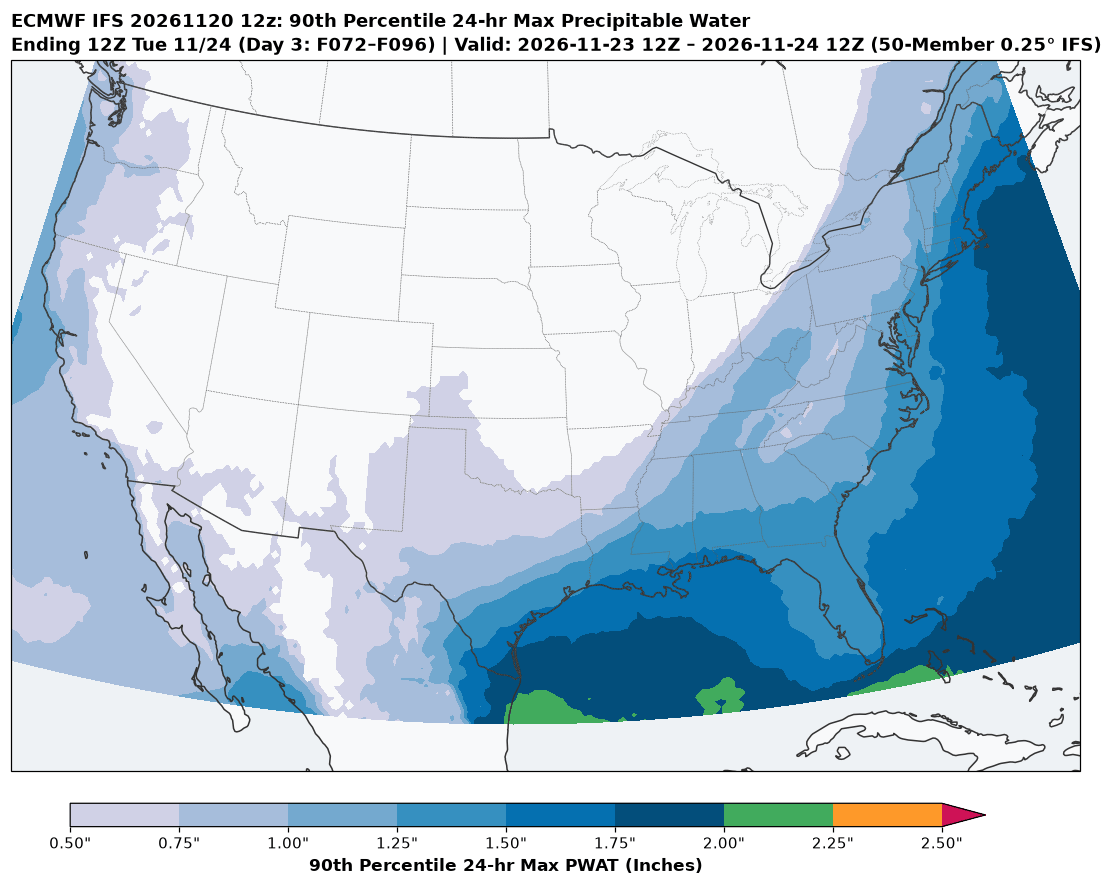 ECMWF IFS 20261120 12z: 90th Percentile 24-hr Max Precipitable Water
Ending 12Z Tue 11/24 (Day 3: F072–F096) | Valid: 2026-11-23 12Z – 2026-11-24 12Z (50-Member 0.25° IFS)
0.50" 0.75" 1.00" 1.25" 1.50" 1.75" 2.00" 2.25" 2.50"
90th Percentile 24-hr Max PWAT (Inches)